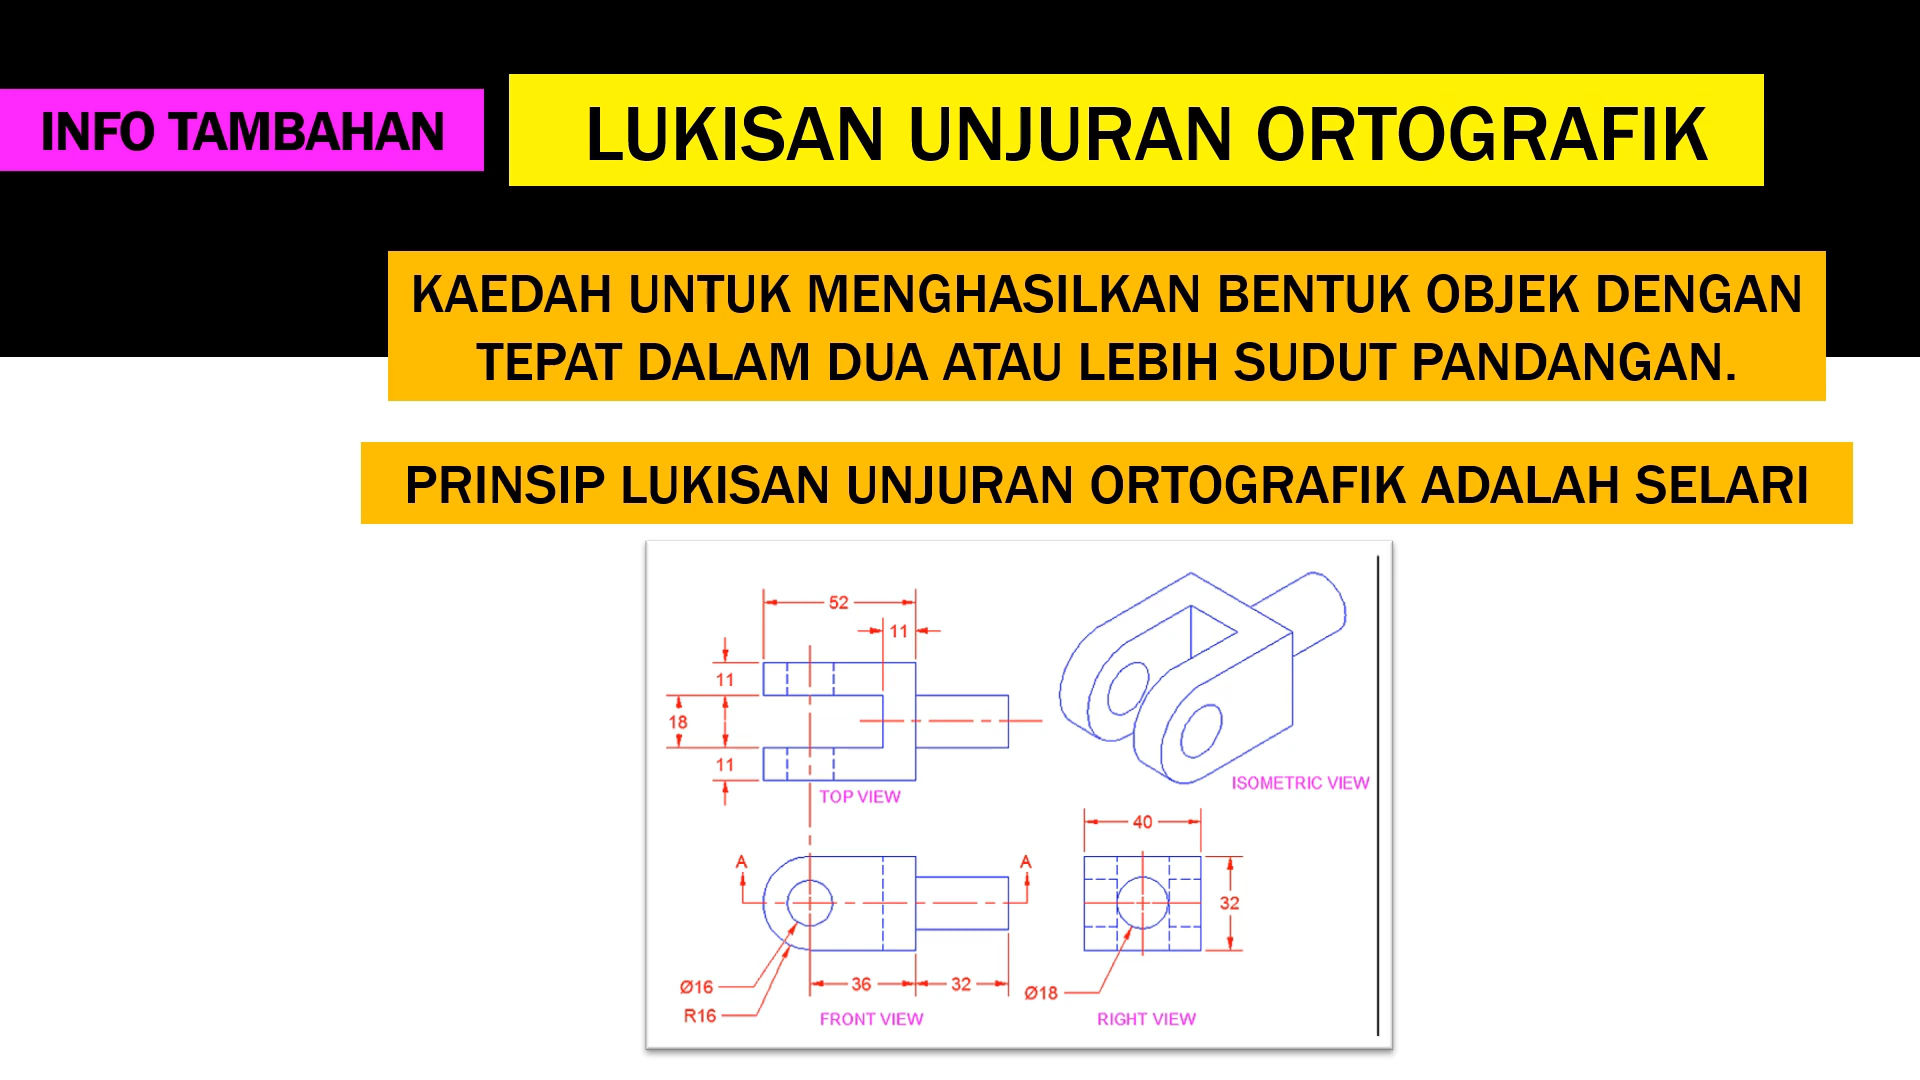 INFO TAMBAHAN
LUKISAN UNJURAN ORTOGRAFIK
KAEDAH UNTUK MENGHASILKAN BENTUK OBJEK DENGAN
TEPAT DALAM DUA ATAU LEBIH SUDUT PANDANGAN.
PRINSIP LUKISAN UNJURAN ORTOGRAFIK ADALAH SELARI
52
11
11
18
11
TOP VIEW
ISOMETRIC VIEW
40
A
A
32
Ø16
36
32
Ø18
R16
FRONT VIEW
RIGHT VIEW